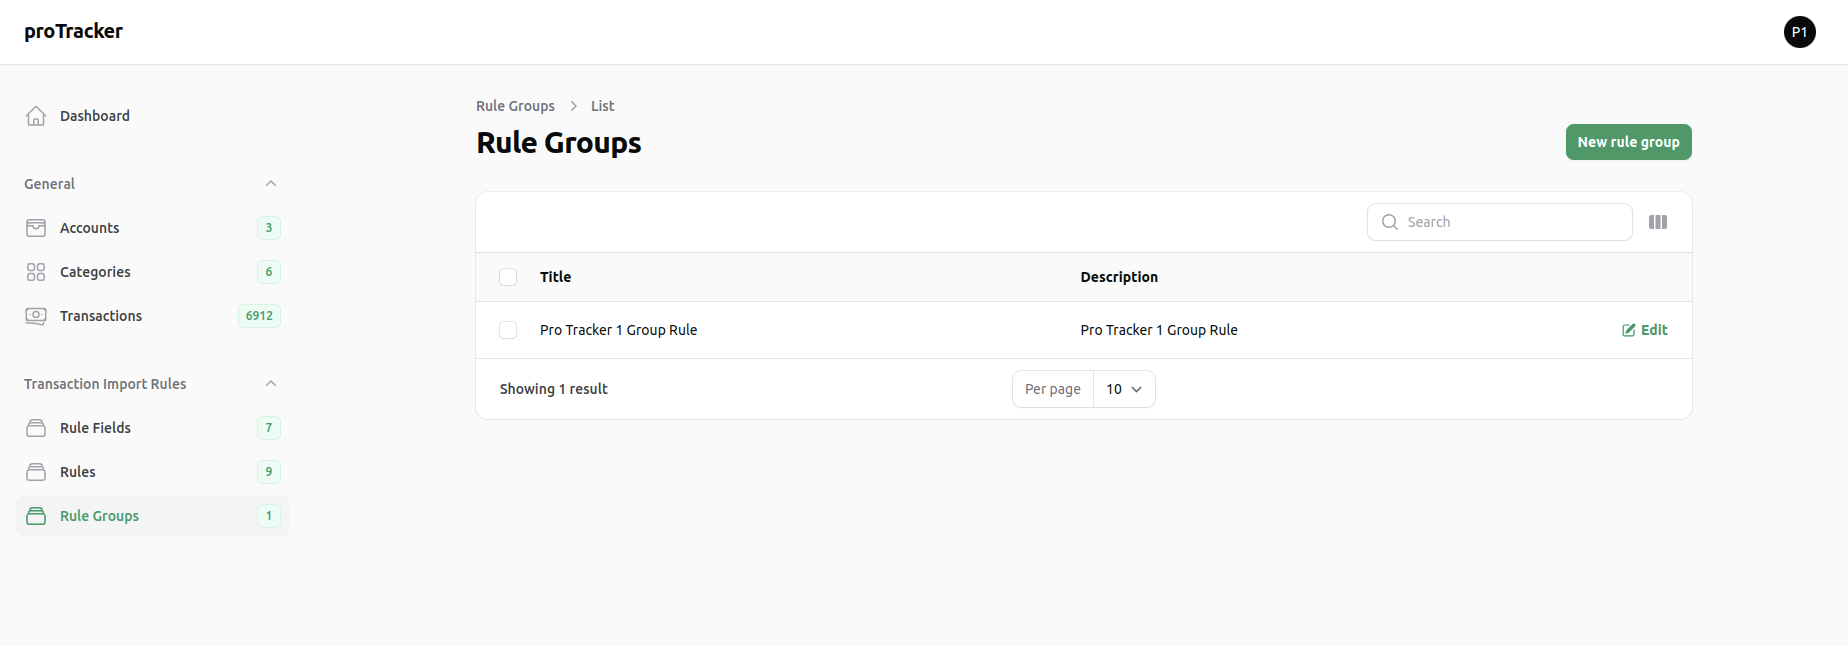 proTracker
P1
Dashboard
General
Accounts 3
Categories 6
Transactions 6912
Transaction Import Rules
Rule Fields 7
Rules 9
Rule Groups 1
Rule Groups > List
Rule Groups
New rule group
Search
Title Description
Pro Tracker 1 Group Rule Pro Tracker 1 Group Rule Edit
Showing 1 result Per page 10